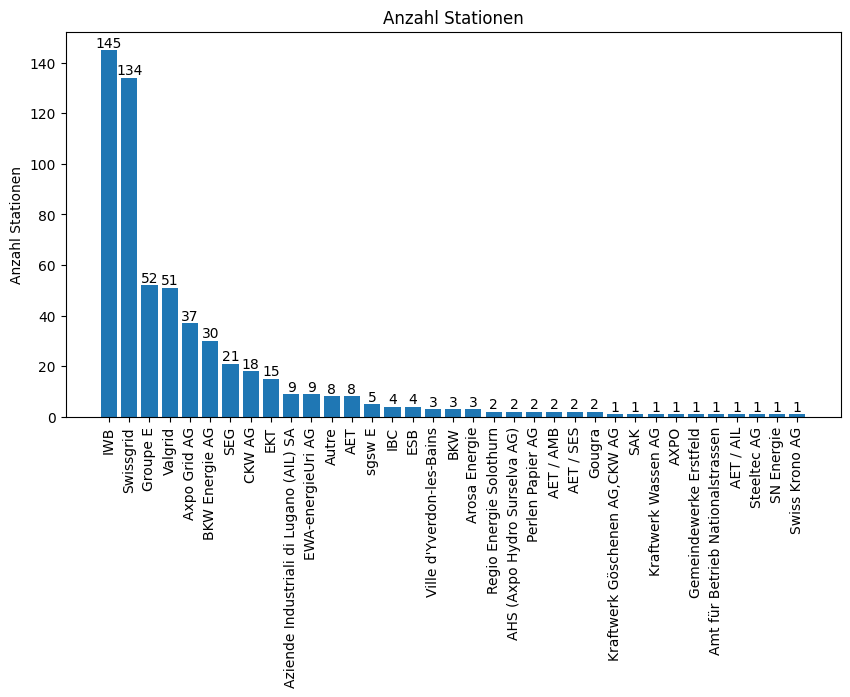 Anzahl Stationen
Anzahl Stationen
140
120
100
80
60
40
20
0
145
134
52
51
37
30
21
18
15
9
9
8
8
5
4
4
3
3
3
2
2
2
2
2
2
1
1
1
1
1
1
1
1
1
1
IWB
Swissgrid
Groupe E
Valgrid
Axpo Grid AG
BKW Energie AG
SEG
CKW AG
EKT
Aziende Industriali di Lugano (AIL) SA
EWA-energieUri AG
Autre
AET
sgsw E
IBC
ESB
Ville d'Yverdon-les-Bains
BKW
Arosa Energie
Regio Energie Solothurn
AHS (Axpo Hydro Surselva AG)
Perlen Papier AG
AET / AMB
AET / SES
Gougra
Kraftwerk Göschenen AG,CKW AG
SAK
Kraftwerk Wassen AG
AXPO
Gemeindewerke Erstfeld
Amt für Betrieb Nationalstrassen
AET / AIL
Steeltec AG
SN Energie
Swiss Krono AG